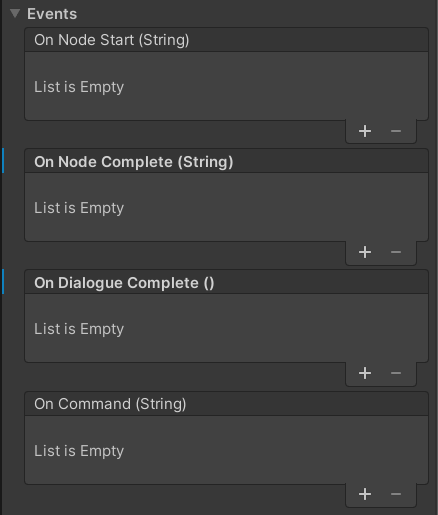 Events
On Node Start (String)
List is Empty
On Node Complete (String)
List is Empty
On Dialogue Complete ()
List is Empty
On Command (String)
List is Empty